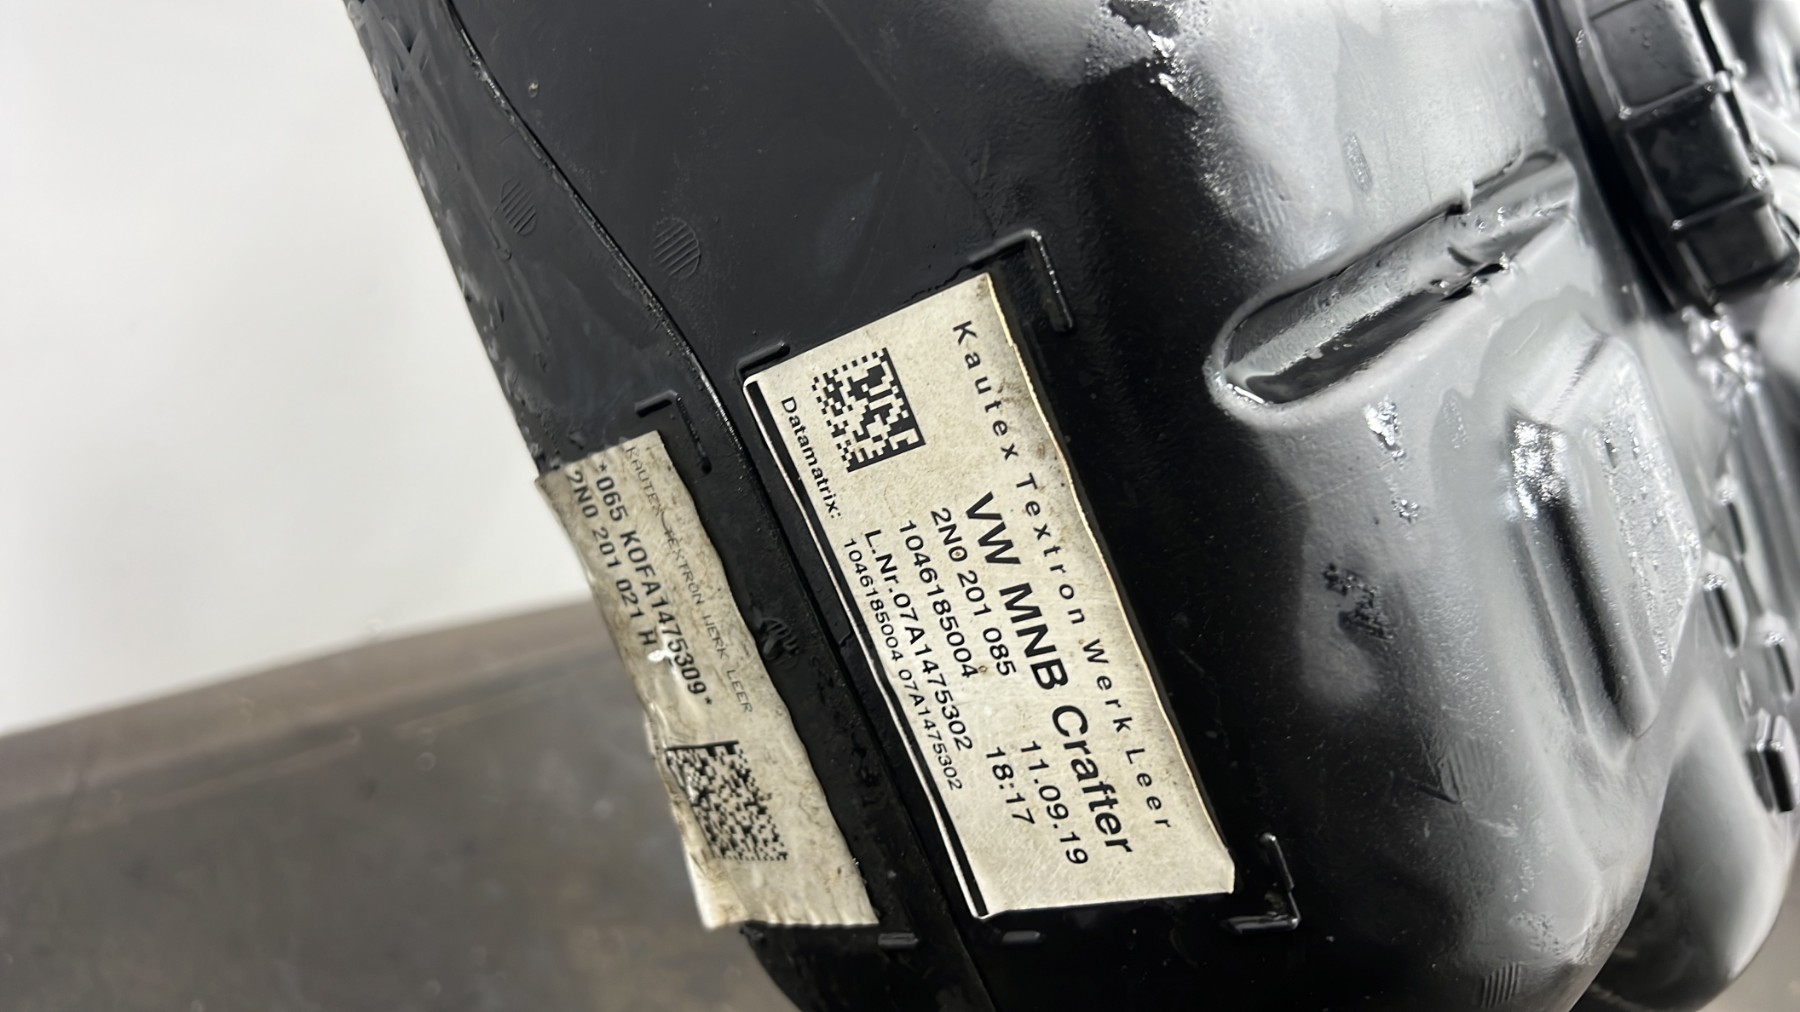 Kautex Textron Werk Leer
VW MNB Crafter
2N0 201 085 11.09.19
1046185004 18:17
L.Nr.07A1475302
Datamatrix: 1046185004 07A1475302
KAUTEX TEXTRON WERK LEER
*065 KOFA1475309*
2N0 201 021 H